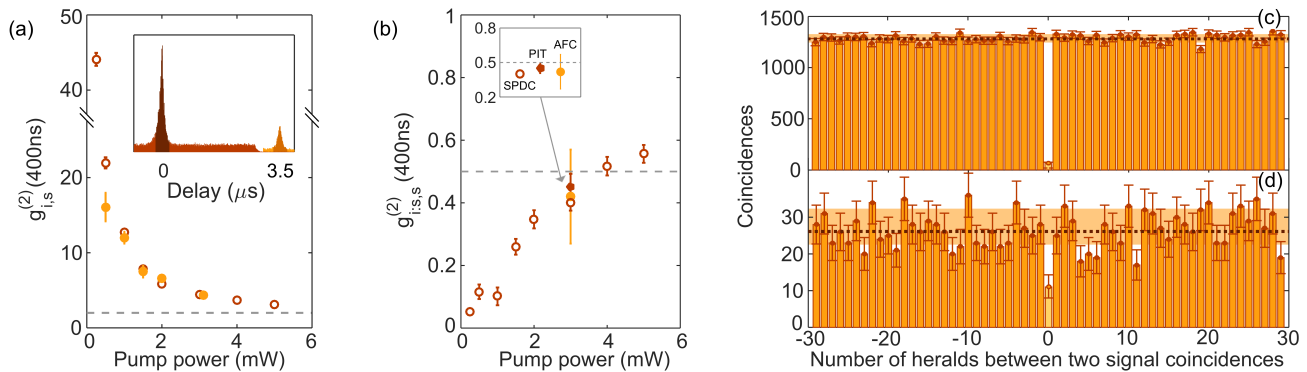 (a)
50
45
40
20
10
0
g(2)i,s (400ns)
0
3.5
Delay (μs)
0
2
4
6
Pump power (mW)
(b)
1
0.8
0.6
0.4
0.2
0
g(2)i:s,s (400ns)
0.8
0.5
0.2
SPDC
PIT
AFC
0
2
4
6
Pump power (mW)
(c)
1500
1000
500
0
Coincidences
(d)
30
20
10
0
-30
-20
-10
0
10
20
30
Number of heralds between two signal coincidences